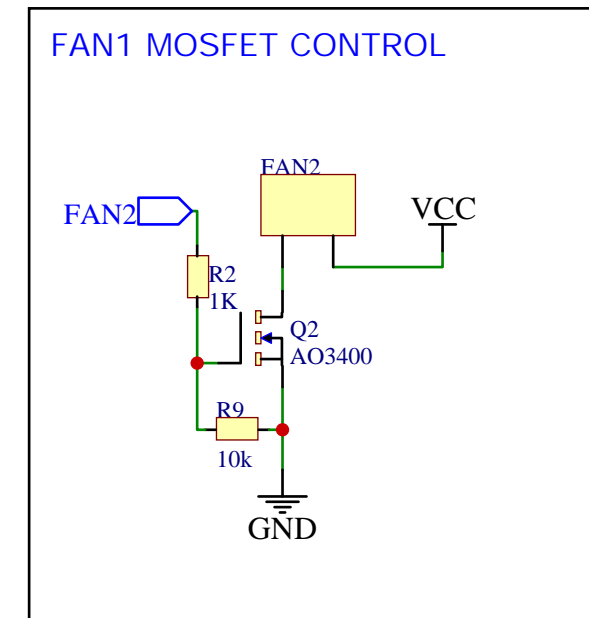 FAN1 MOSFET CONTROL
FAN2
FAN2
VCC
R2
1K
Q2
AO3400
R9
10k
GND